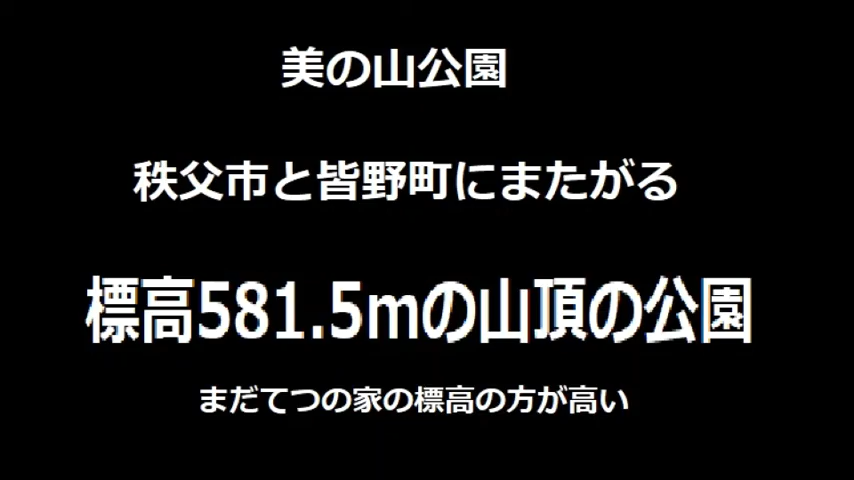 美の山公園
秩父市と皆野町にまたがる
標高581.5mの山頂の公園
まだてつの家の標高の方が高い